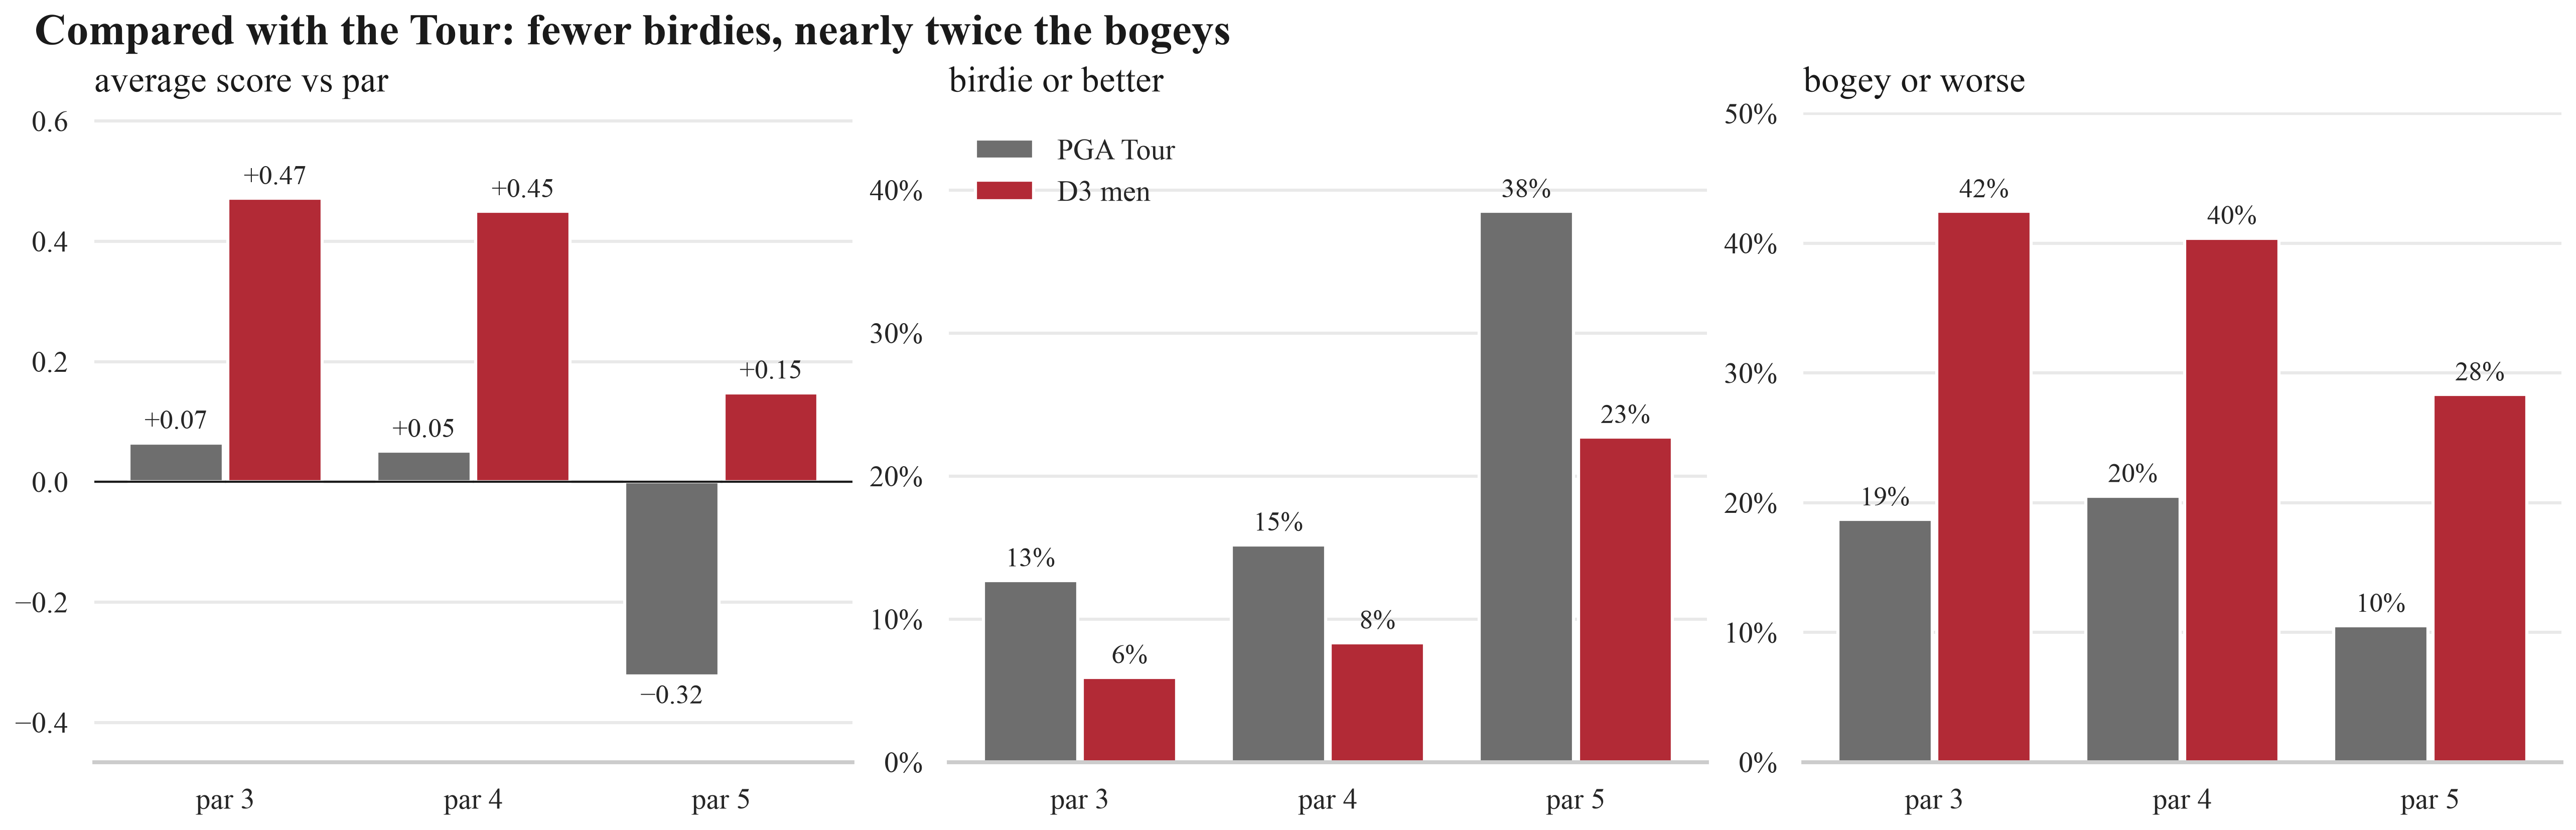 Compared with the Tour: fewer birdies, nearly twice the bogeys
average score vs par
0.6
0.4
0.2
0.0
−0.2
−0.4
+0.07
+0.47
+0.05
+0.45
−0.32
+0.15
par 3
par 4
par 5
birdie or better
PGA Tour
D3 men
40%
30%
20%
10%
0%
13%
6%
15%
8%
38%
23%
par 3
par 4
par 5
bogey or worse
50%
40%
30%
20%
10%
0%
19%
42%
20%
40%
10%
28%
par 3
par 4
par 5